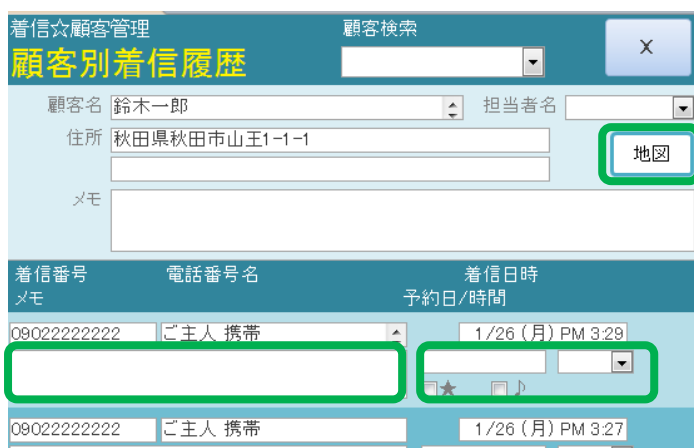 着信☆顧客管理 顧客検索
顧客別着信履歴 X
顧客名 鈴木一郎 担当者名
住所 秋田県秋田市山王1-1-1
地図
メモ
着信番号 電話番号名 着信日時
メモ 予約日/時間
09022222222 ご主人 携帯 1/26 (月) PM 3:29
★ ♪
09022222222 ご主人 携帯 1/26 (月) PM 3:27